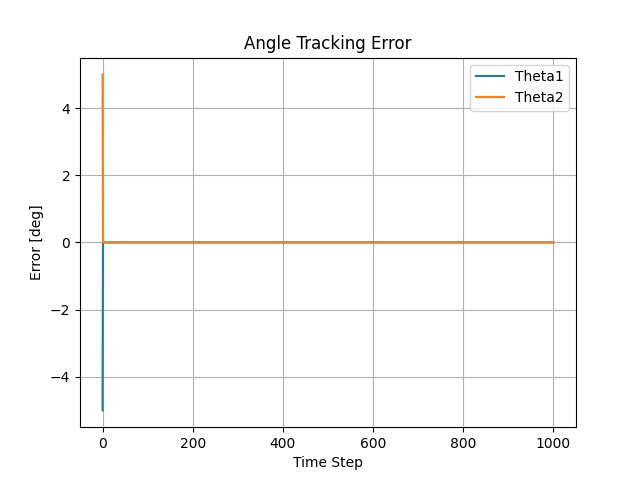 Angle Tracking Error
Theta1
Theta2
4
2
0
−2
−4
Error [deg]
0 200 400 600 800 1000
Time Step